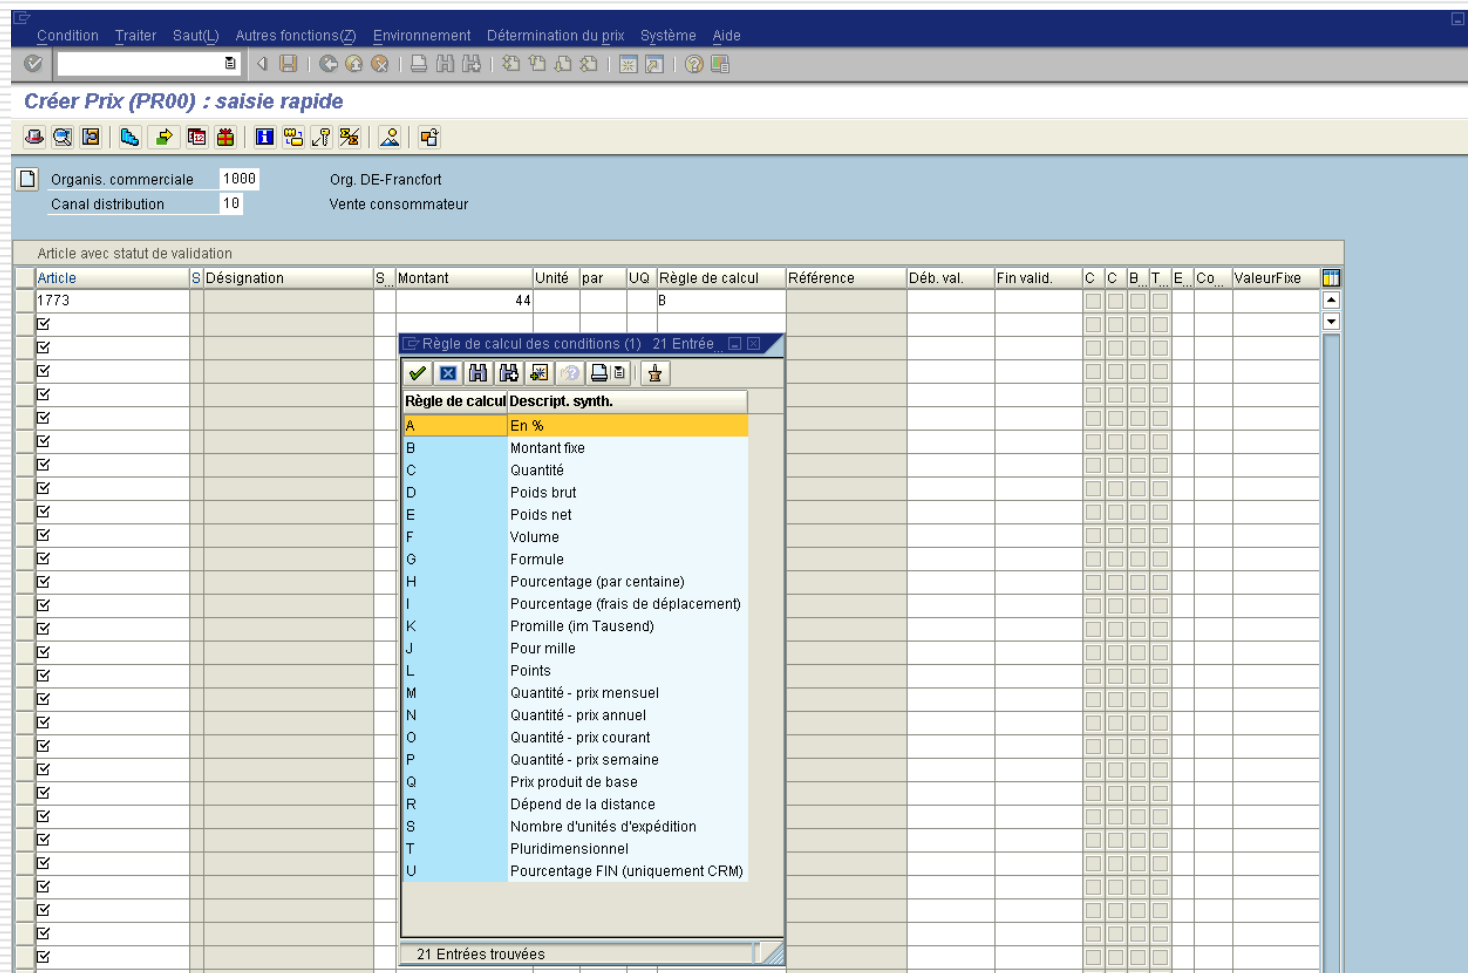 Condition Traiter Saut(L) Autres fonctions(Z) Environnement Détermination du prix Système Aide
Créer Prix (PR00) : saisie rapide
Organis. commerciale 1000 Org. DE-Francfort
Canal distribution 10 Vente consommateur
Article avec statut de validation
Article S Désignation S... Montant Unité par UQ Règle de calcul Référence Déb. val. Fin valid. C C B... T... E... Co... ValeurFixe
1773 44 B
Règle de calcul des conditions (1) 21 Entrée...
Règle de calcul Descript. synth.
A En %
B Montant fixe
C Quantité
D Poids brut
E Poids net
F Volume
G Formule
H Pourcentage (par centaine)
I Pourcentage (frais de déplacement)
K Promille (im Tausend)
J Pour mille
L Points
M Quantité - prix mensuel
N Quantité - prix annuel
O Quantité - prix courant
P Quantité - prix semaine
Q Prix produit de base
R Dépend de la distance
S Nombre d'unités d'expédition
T Pluridimensionnel
U Pourcentage FIN (uniquement CRM)
21 Entrées trouvées